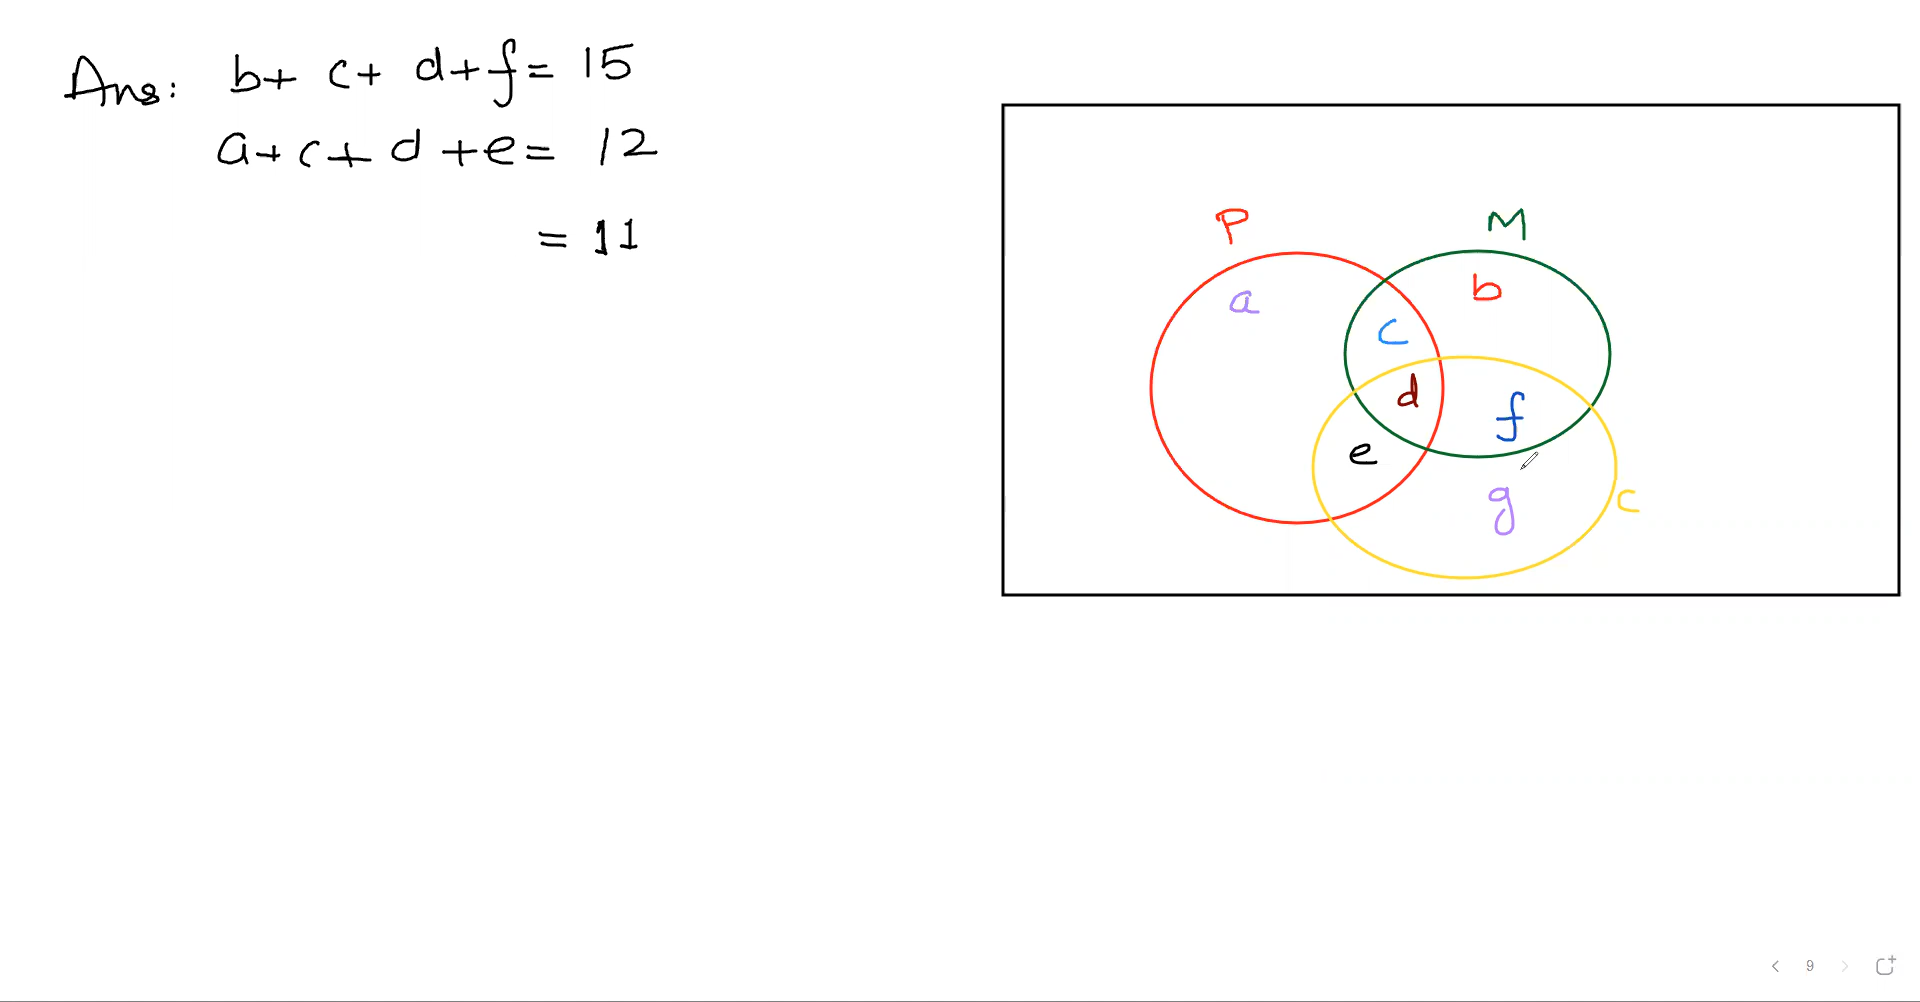 Ans: b+ c+ d+f= 15
a+c+d+e= 12
= 11
P
M
a
b
c
d
f
e
g
c
9